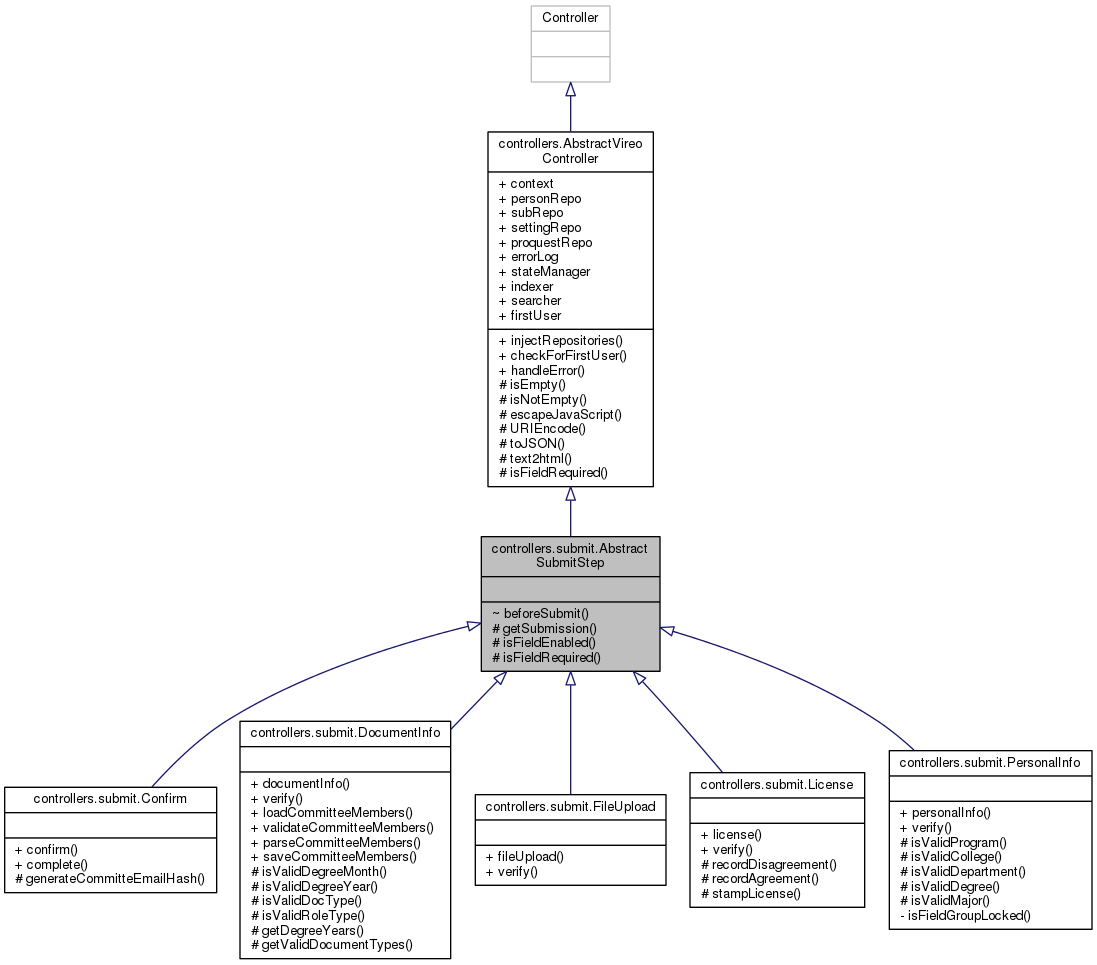 Controller
controllers.AbstractVireo
Controller
+ context
+ personRepo
+ subRepo
+ settingRepo
+ proquestRepo
+ errorLog
+ stateManager
+ indexer
+ searcher
+ firstUser
+ injectRepositories()
+ checkForFirstUser()
+ handleError()
# isEmpty()
# isNotEmpty()
# escapeJavaScript()
# URIEncode()
# toJSON()
# text2html()
# isFieldRequired()
controllers.submit.Abstract
SubmitStep
~ beforeSubmit()
# getSubmission()
# isFieldEnabled()
# isFieldRequired()
controllers.submit.Confirm
+ confirm()
+ complete()
# generateCommitteEmailHash()
controllers.submit.DocumentInfo
+ documentInfo()
+ verify()
+ loadCommitteeMembers()
+ validateCommitteeMembers()
+ parseCommitteeMembers()
+ saveCommitteeMembers()
# isValidDegreeMonth()
# isValidDegreeYear()
# isValidDocType()
# isValidRoleType()
# getDegreeYears()
# getValidDocumentTypes()
controllers.submit.FileUpload
+ fileUpload()
+ verify()
controllers.submit.License
+ license()
+ verify()
# recordDisagreement()
# recordAgreement()
# stampLicense()
controllers.submit.PersonalInfo
+ personalInfo()
+ verify()
# isValidProgram()
# isValidCollege()
# isValidDepartment()
# isValidDegree()
# isValidMajor()
- isFieldGroupLocked()